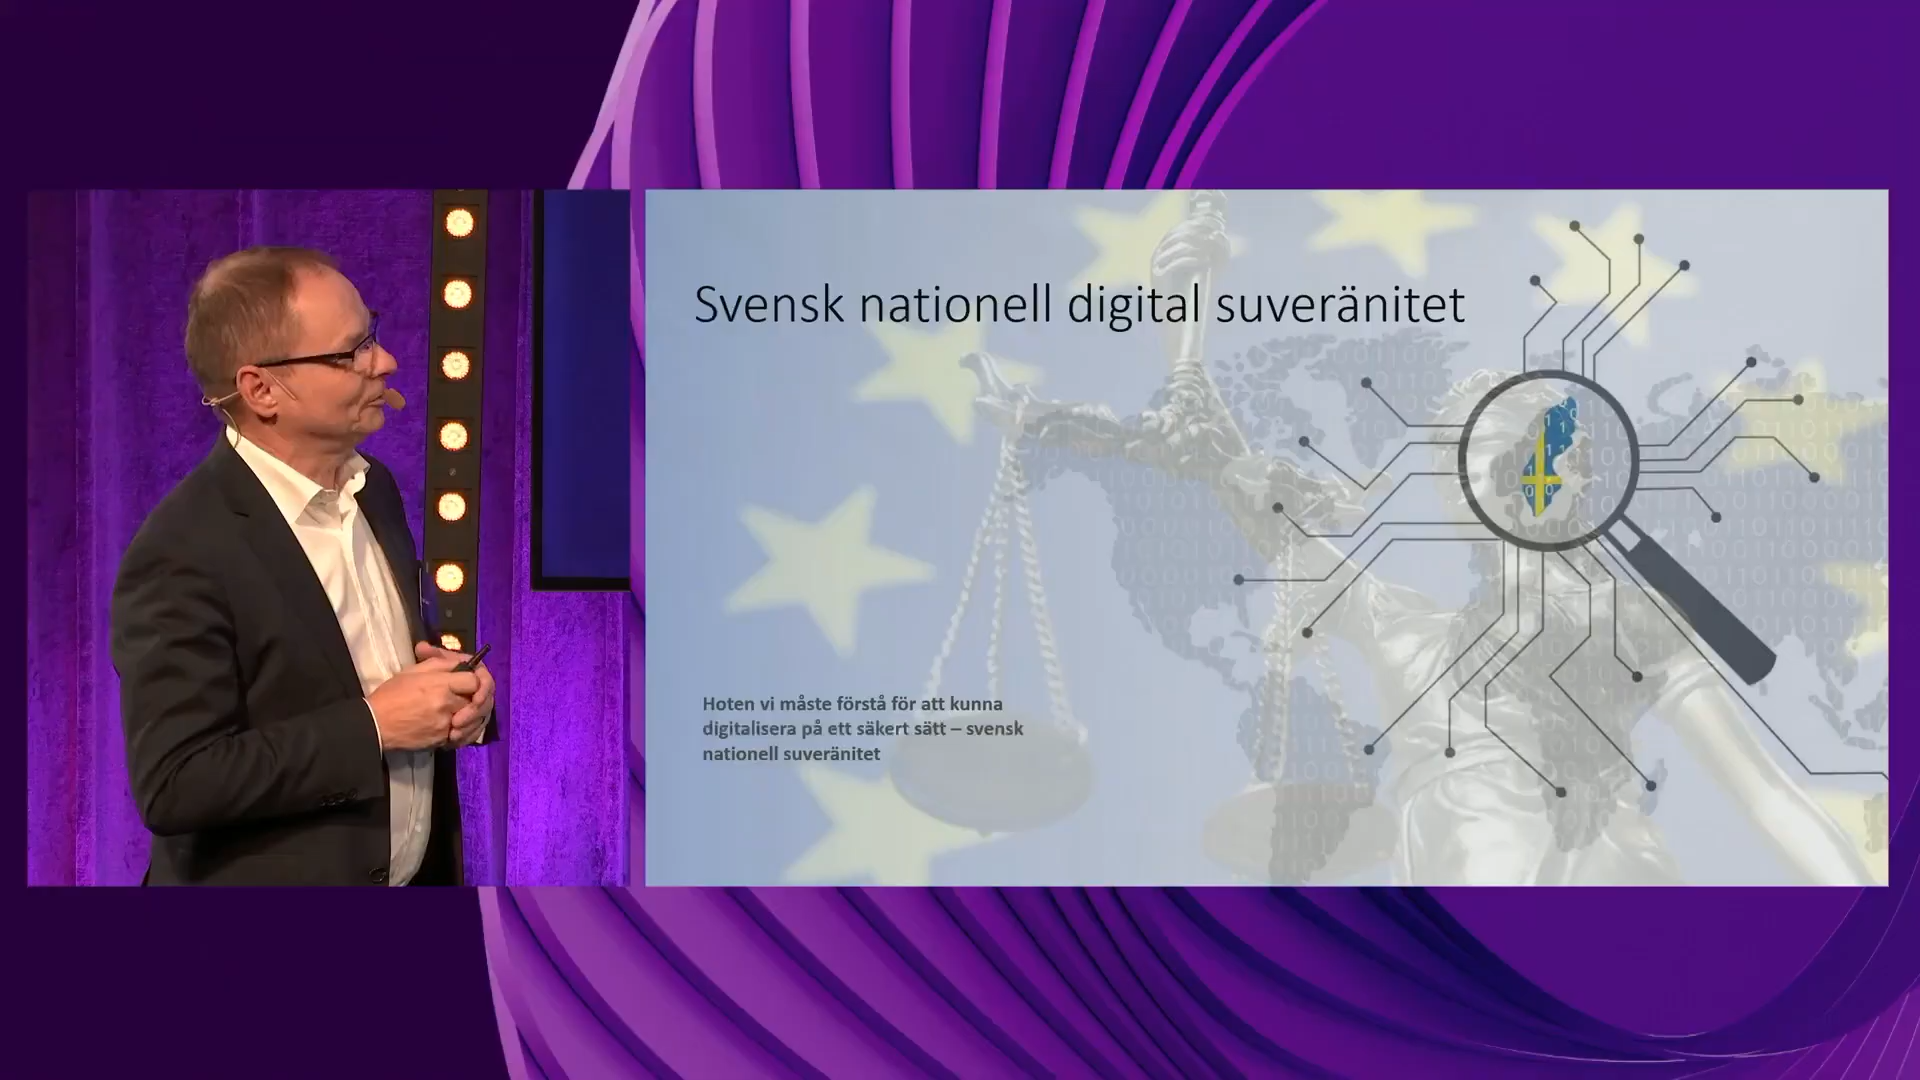 Svensk nationell digital suveränitet
Hoten vi måste förstå för att kunna
digitalisera på ett säkert sätt – svensk
nationell suveränitet